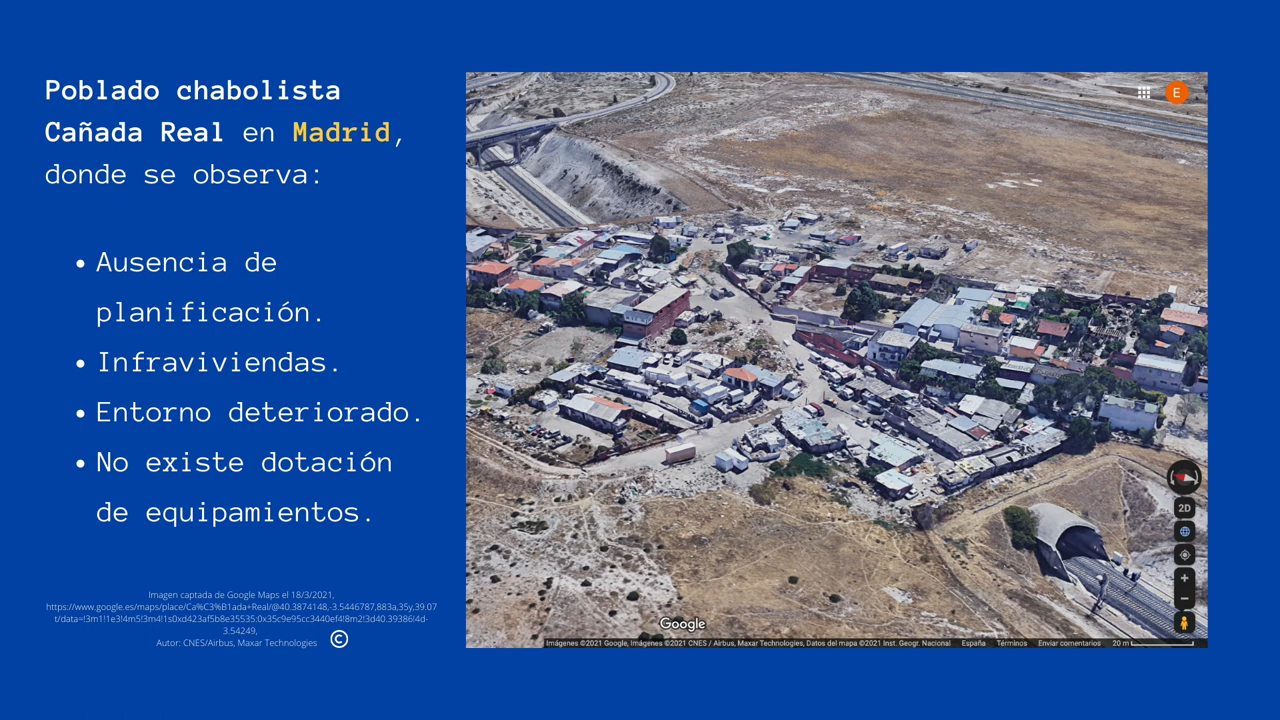 Poblado chabolista
Cañada Real en Madrid,
donde se observa:
• Ausencia de
planificación.
• Infraviviendas.
• Entorno deteriorado.
• No existe dotación
de equipamientos.
Imagen captada de Google Maps el 18/3/2021,
https://www.google.es/maps/place/Ca%C3%B1ada+Real/@40.3874148,-3.5446787,883a,35y,39.07
t/data=!3m1!1e3!4m5!3m4!1s0xd423af5b8e35535:0x35c9e95cc3440ef4!8m2!3d40.39386!4d-
3.54249,
Autor: CNES/Airbus, Maxar Technologies ©
E
2D
+
−
Google
Imágenes ©2021 Google, Imágenes ©2021 CNES / Airbus, Maxar Technologies, Datos del mapa ©2021 Inst. Geogr. Nacional España Términos Enviar comentarios 20 m